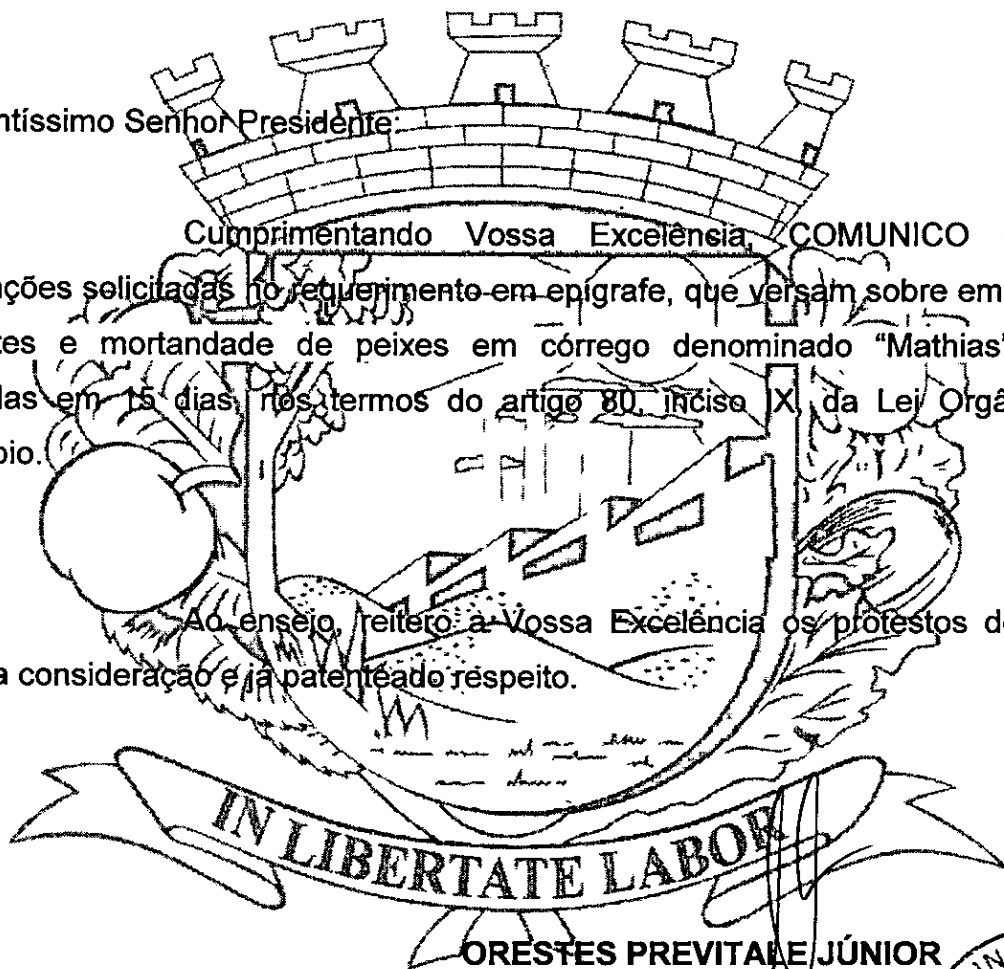 ntíssimo Senhor Presidente:
Cumprimentando Vossa Excelência, COMUNICO
ções solicitadas no requerimento em epígrafe, que versam sobre em
tes e mortandade de peixes em córrego denominado “Mathias”
das em 15 dias, nos termos do artigo 80, inciso IX, da Lei Orgâ
pio.
Ao ensejo, reitero a Vossa Excelência os protestos d
a consideração e já patenteado respeito.
IN LIBERTATE LABOR
ORESTES PREVITALE JÚNIOR
IN